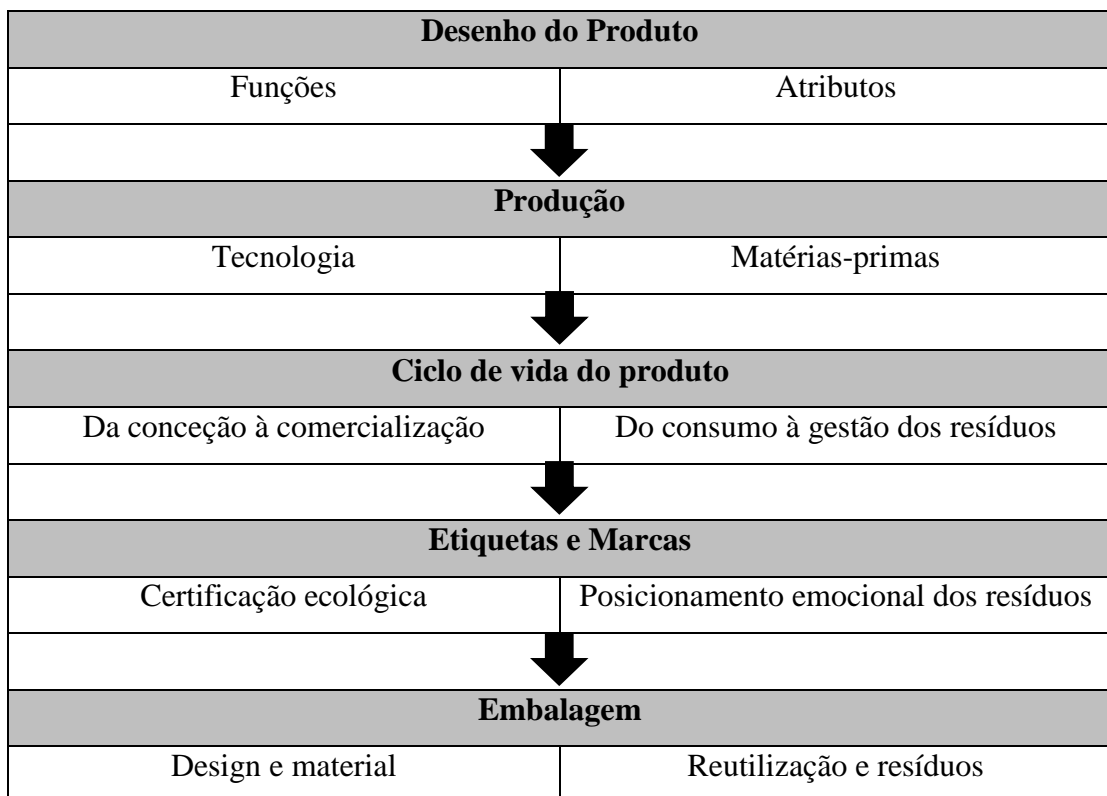 Desenho do Produto
Funções
Atributos
Produção
Tecnologia
Matérias-primas
Ciclo de vida do produto
Da conceção à comercialização
Do consumo à gestão dos resíduos
Etiquetas e Marcas
Certificação ecológica
Posicionamento emocional dos resíduos
Embalagem
Design e material
Reutilização e resíduos